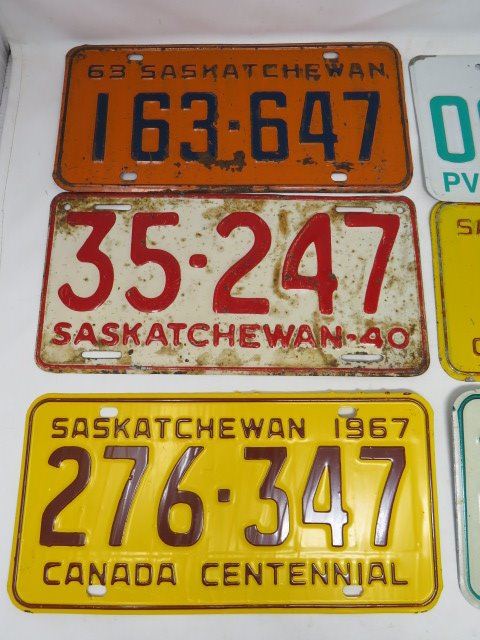 63 SASKATCHEWAN
163·647
35·247
SASKATCHEWAN-40
SASKATCHEWAN 1967
276·347
CANADA CENTENNIAL
PV